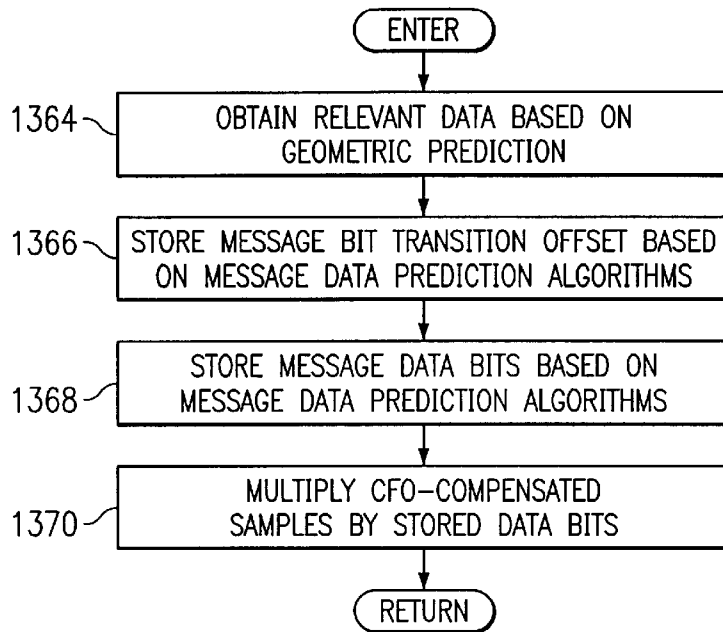 ENTER
1364
OBTAIN RELEVANT DATA BASED ON
GEOMETRIC PREDICTION
1366
STORE MESSAGE BIT TRANSITION OFFSET BASED
ON MESSAGE DATA PREDICTION ALGORITHMS
1368
STORE MESSAGE DATA BITS BASED ON
MESSAGE DATA PREDICTION ALGORITHMS
1370
MULTIPLY CFO-COMPENSATED
SAMPLES BY STORED DATA BITS
RETURN